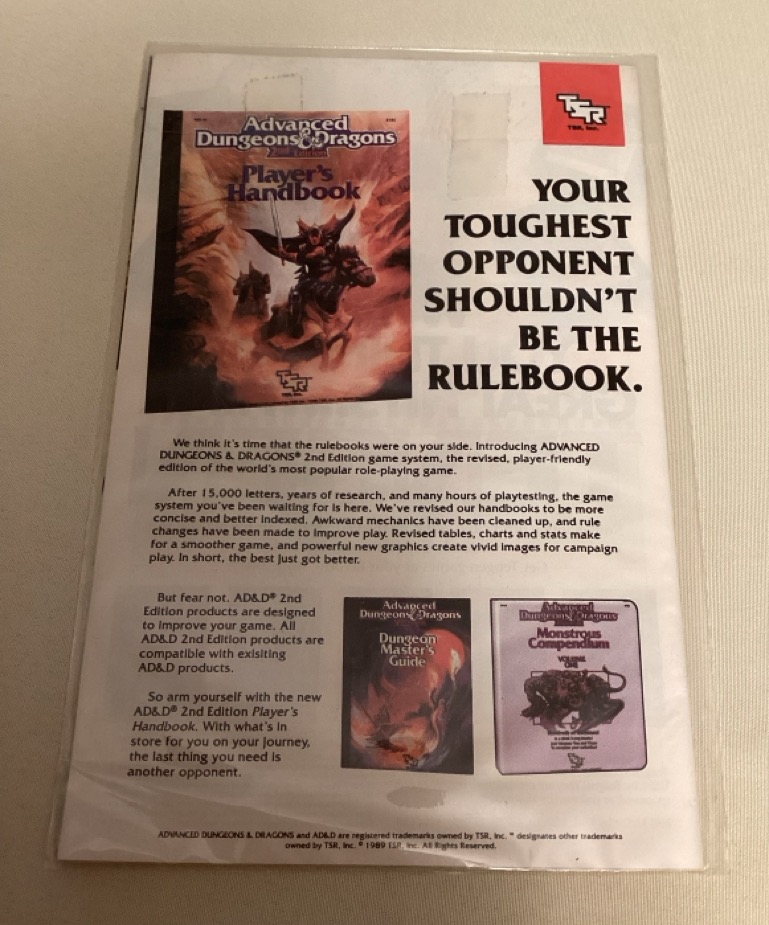 TSR
TSR, Inc.
Advanced
Dungeons & Dragons
2nd Edition
Player's
Handbook
TSR
TSR, Inc.
YOUR
TOUGHEST
OPPONENT
SHOULDN'T
BE THE
RULEBOOK.
We think it's time that the rulebooks were on your side. Introducing ADVANCED
DUNGEONS & DRAGONS® 2nd Edition game system, the revised, player-friendly
edition of the world's most popular role-playing game.
After 15,000 letters, years of research, and many hours of playtesting, the game
system you've been waiting for is here. We've revised our handbooks to be more
concise and better indexed. Awkward mechanics have been cleaned up, and rule
changes have been made to improve play. Revised tables, charts and stats make
for a smoother game, and powerful new graphics create vivid images for campaign
play. In short, the best just got better.
But fear not. AD&D® 2nd
Edition products are designed
to improve your game. All
AD&D 2nd Edition products are
compatible with exisiting
AD&D products.
So arm yourself with the new
AD&D® 2nd Edition Player's
Handbook. With what's in
store for you on your journey,
the last thing you need is
another opponent.
Advanced
Dungeons & Dragons
Dungeon
Master's
Guide
Advanced
Dungeons & Dragons
Monstrous
Compendium
VOLUME
ONE
TSR
ADVANCED DUNGEONS & DRAGONS and AD&D are registered trademarks owned by TSR, Inc. ™ designates other trademarks
owned by TSR, Inc. © 1989 TSR, Inc. All Rights Reserved.